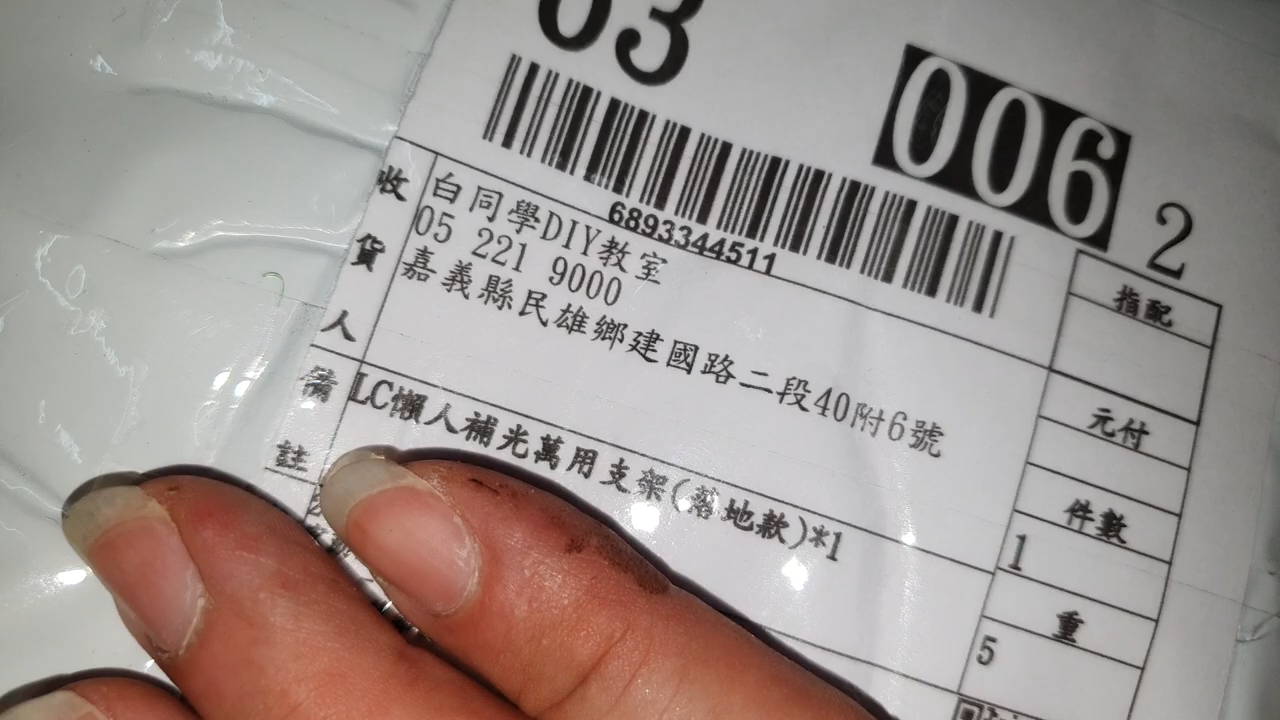 03
006
2
6893344511
收貨人
白同學DIY教室
05 221 9000
嘉義縣民雄鄉建國路二段40附6號
備註
LC懶人補光萬用支架(落地款)*1
指配
元付
件數
1
重
5